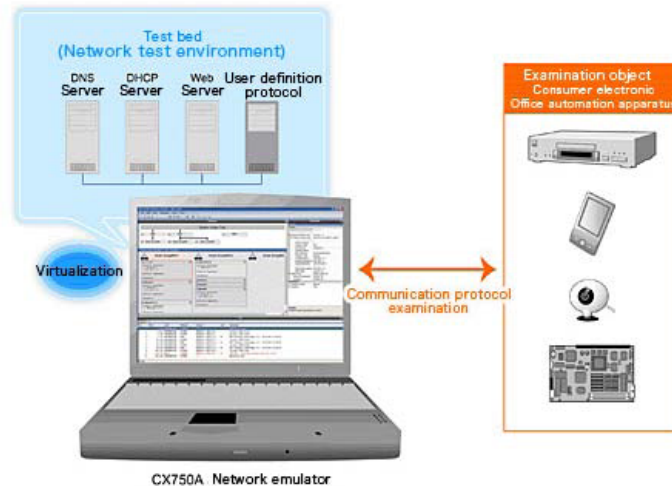 Test bed
(Network test environment)
DNS Server
DHCP Server
Web Server
User definition protocol
Virtualization
Communication protocol
examination
Examination object
Consumer electronic
Office automation apparatus
CX750A Network emulator